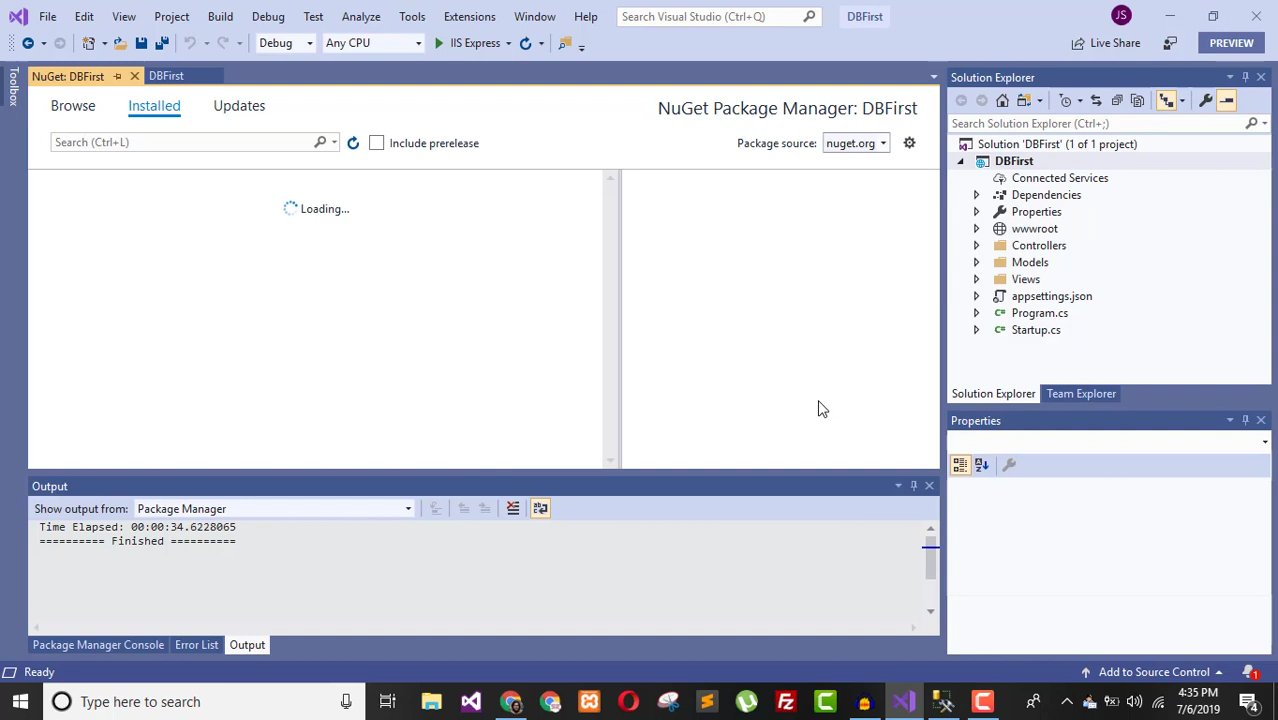 File Edit View Project Build Debug Test Analyze Tools Extensions Window Help Search Visual Studio (Ctrl+Q) DBFirst JS
Debug Any CPU IIS Express Live Share PREVIEW
Toolbox
NuGet: DBFirst DBFirst
Browse Installed Updates NuGet Package Manager: DBFirst
Search (Ctrl+L) Include prerelease Package source: nuget.org
Loading...
Solution Explorer
Search Solution Explorer (Ctrl+;)
Solution 'DBFirst' (1 of 1 project)
DBFirst
Connected Services
Dependencies
Properties
wwwroot
Controllers
Models
Views
appsettings.json
C# Program.cs
C# Startup.cs
Solution Explorer Team Explorer
Properties
Output
Show output from: Package Manager
Time Elapsed: 00:00:34.6228065
========== Finished ==========
Package Manager Console Error List Output
Ready Add to Source Control 1
Type here to search 4:35 PM
7/6/2019 4